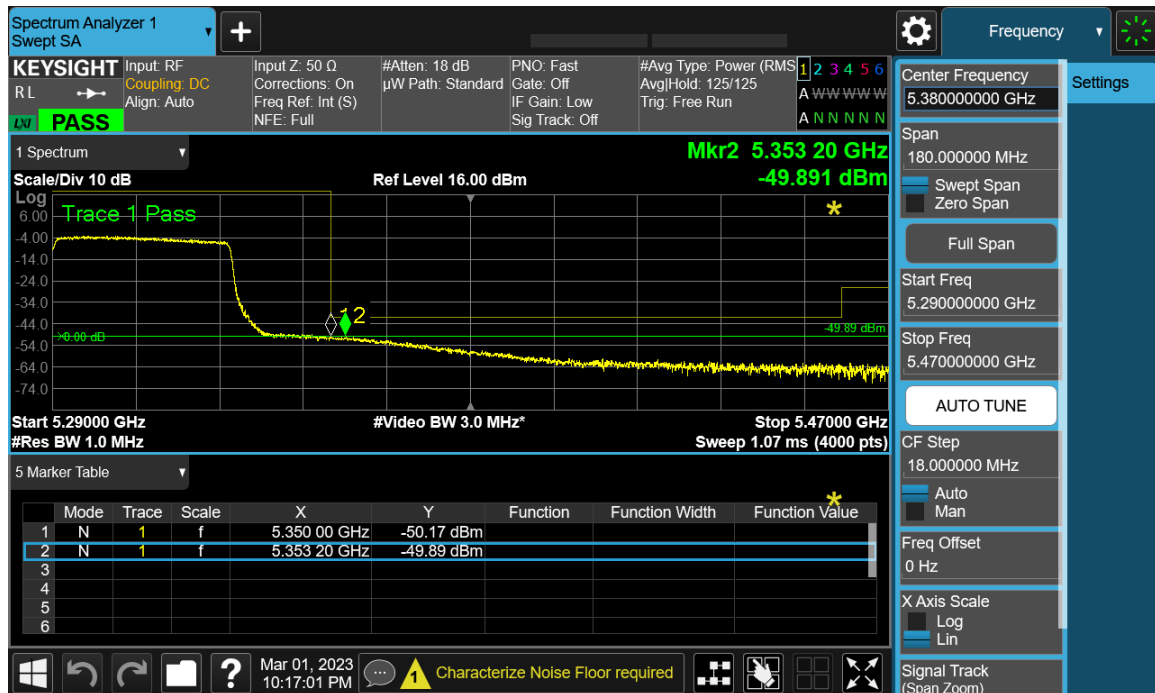 Spectrum Analyzer 1
Swept SA
+
Frequency
KEYSIGHT
R L
LXI
PASS
Input: RF
Coupling: DC
Align: Auto
Input Z: 50 Ω
Corrections: On
Freq Ref: Int (S)
NFE: Full
#Atten: 18 dB
µW Path: Standard
PNO: Fast
Gate: Off
IF Gain: Low
Sig Track: Off
#Avg Type: Power (RMS
Avg|Hold: 125/125
Trig: Free Run
1 2 3 4 5 6
A W W W W W
A N N N N N
1 Spectrum
Mkr2 5.353 20 GHz
-49.891 dBm
Scale/Div 10 dB
Ref Level 16.00 dBm
Log
Trace 1 Pass
*
6.00
-4.00
-14.0
-24.0
-34.0
-44.0
-54.0
-64.0
-74.0
1 2
>0.00 dB
-49.89 dBm
Start 5.29000 GHz
#Video BW 3.0 MHz*
Stop 5.47000 GHz
#Res BW 1.0 MHz
Sweep 1.07 ms (4000 pts)
5 Marker Table
*
Mode Trace Scale X Y Function Function Width Function Value
1 N 1 f 5.350 00 GHz -50.17 dBm
2 N 1 f 5.353 20 GHz -49.89 dBm
3
4
5
6
?
Mar 01, 2023
10:17:01 PM
1
Characterize Noise Floor required
Center Frequency
5.380000000 GHz
Settings
Span
180.000000 MHz
Swept Span
Zero Span
Full Span
Start Freq
5.290000000 GHz
Stop Freq
5.470000000 GHz
AUTO TUNE
CF Step
18.000000 MHz
Auto
Man
Freq Offset
0 Hz
X Axis Scale
Log
Lin
Signal Track
(Span Zoom)